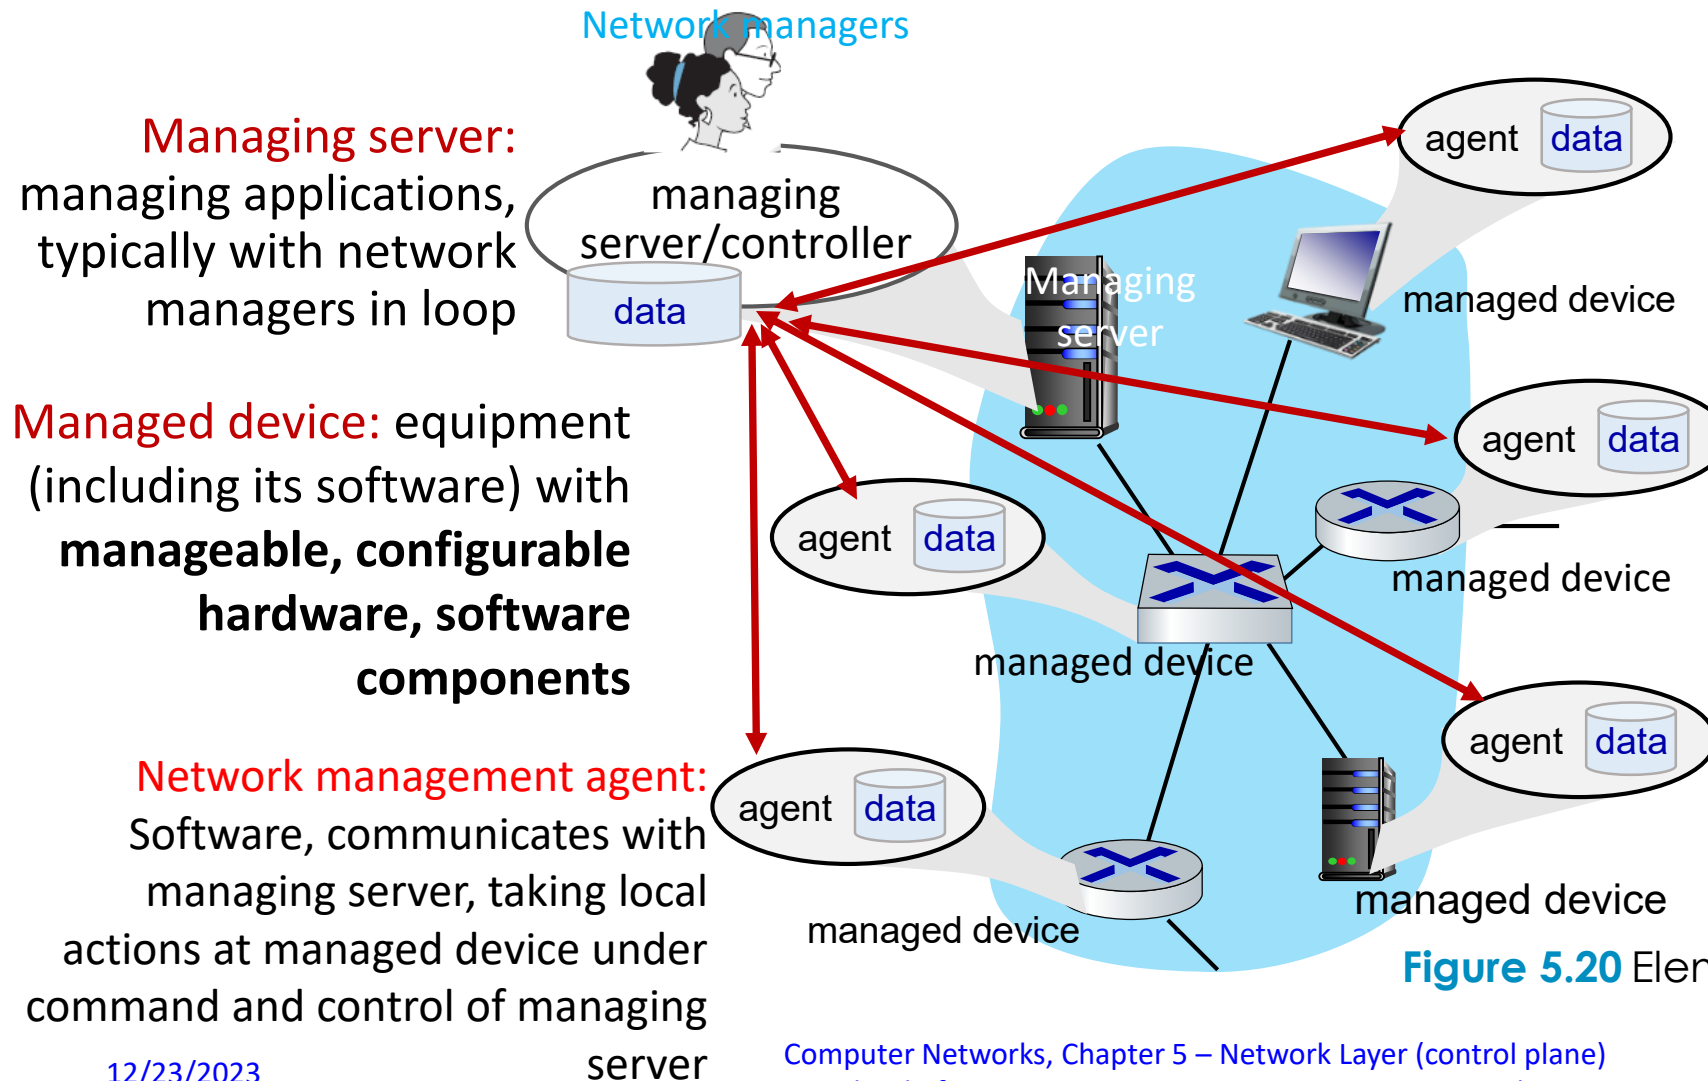 Network managers
Managing server:
managing applications,
typically with network
managers in loop
managing
server/controller
data
Managing
server
agent data
managed device
Managed device: equipment
(including its software) with
manageable, configurable
hardware, software
components
agent data
managed device
agent data
managed device
agent data
managed device
Network management agent:
Software, communicates with
managing server, taking local
actions at managed device under
command and control of managing
server
agent data
managed device
Figure 5.20
12/23/2023
Computer Networks, Chapter 5 – Network Layer (control plane)